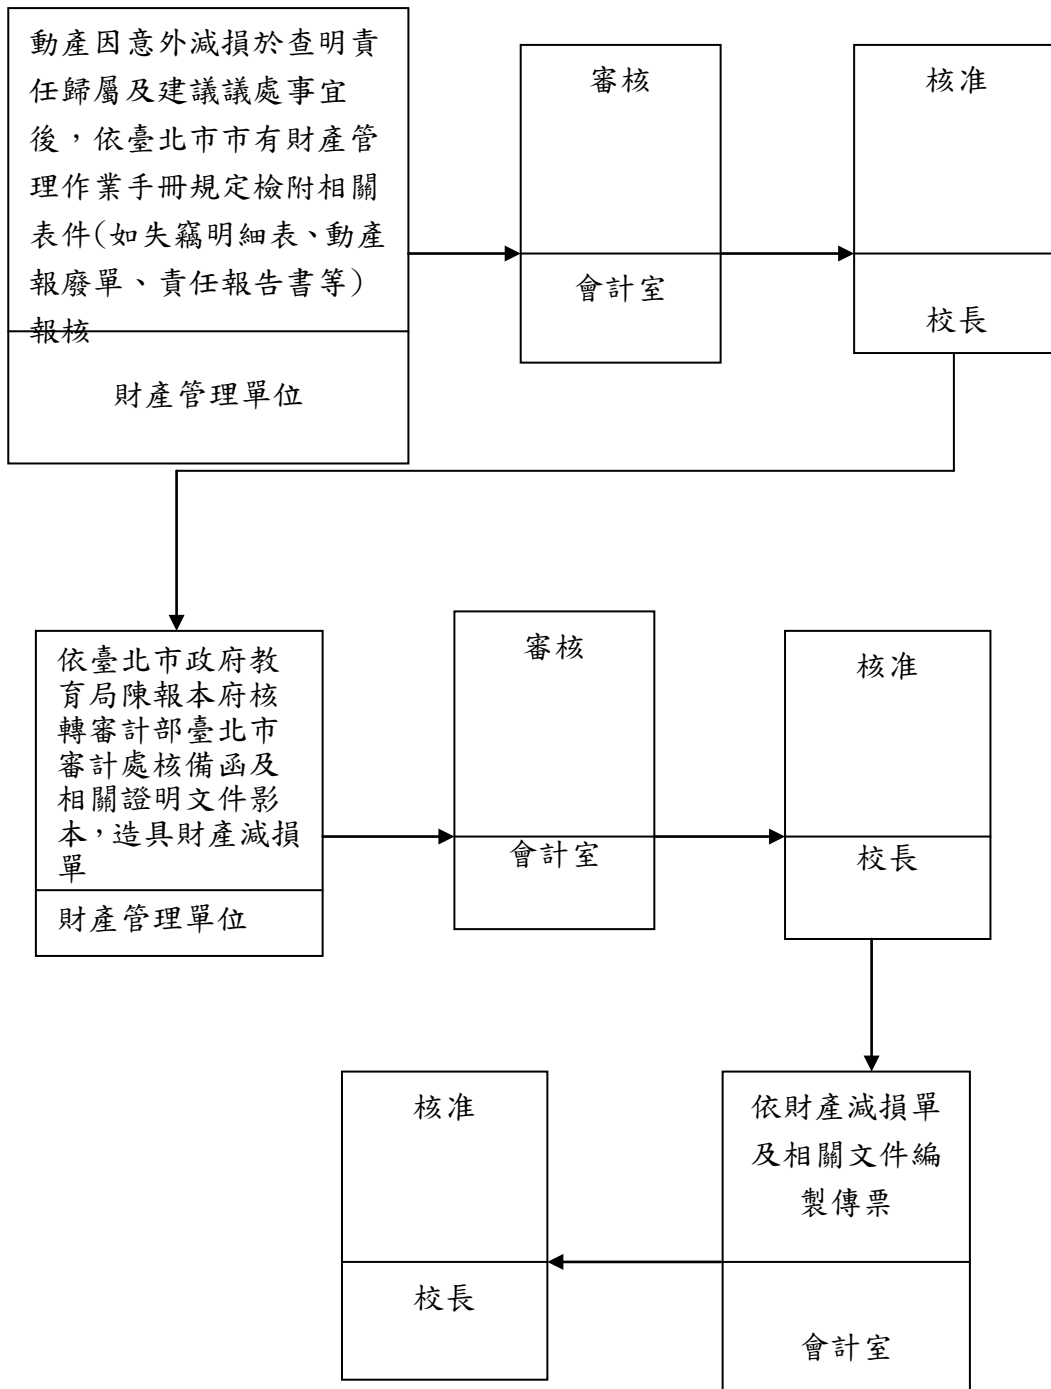 動產因意外減損於查明責
任歸屬及建議議處事宜
後，依臺北市市有財產管
理作業手冊規定檢附相關
表件(如失竊明細表、動產
報廢單、責任報告書等)
報核
財產管理單位
審核
會計室
核准
校長
依臺北市政府教
育局陳報本府核
轉審計部臺北市
審計處核備函及
相關證明文件影
本，造具財產減損
單
財產管理單位
審核
會計室
核准
校長
依財產減損單
及相關文件編
製傳票
會計室
核准
校長